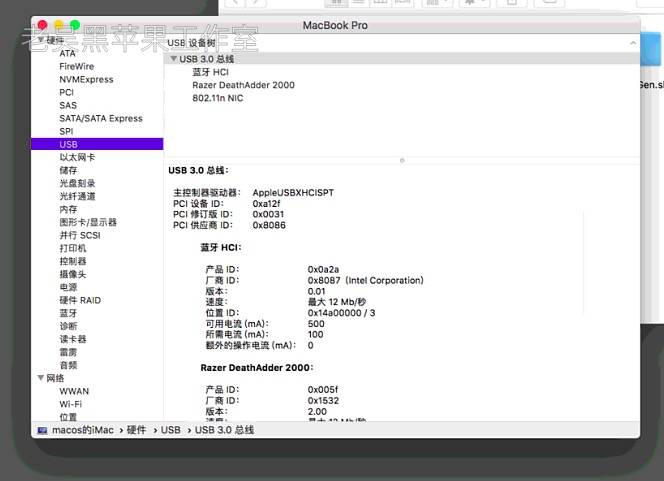 MacBook Pro
老吴黑苹果工作室
硬件
ATA
FireWire
NVMExpress
PCI
SAS
SATA/SATA Express
SPI
USB
以太网卡
储存
光盘刻录
光纤通道
内存
图形卡/显示器
并行 SCSI
打印机
控制器
摄像头
电源
硬件 RAID
蓝牙
诊断
读卡器
雷雳
音频
网络
WWAN
Wi-Fi
位置
USB 设备树
USB 3.0 总线
蓝牙 HCI
Razer DeathAdder 2000
802.11n NIC
USB 3.0 总线：
主控制器驱动器： AppleUSBXHCISPT
PCI 设备 ID： 0xa12f
PCI 修订版 ID： 0x0031
PCI 供应商 ID： 0x8086
蓝牙 HCI：
产品 ID： 0x0a2a
厂商 ID： 0x8087（Intel Corporation）
版本： 0.01
速度： 最大 12 Mb/秒
位置 ID： 0x14a00000 / 3
可用电流 (mA)： 500
所需电流 (mA)： 100
额外的操作电流 (mA)： 0
Razer DeathAdder 2000：
产品 ID： 0x005f
厂商 ID： 0x1532
版本： 2.00
速度： 最大 12 Mb/秒
macos的iMac › 硬件 › USB › USB 3.0 总线
Gen.s